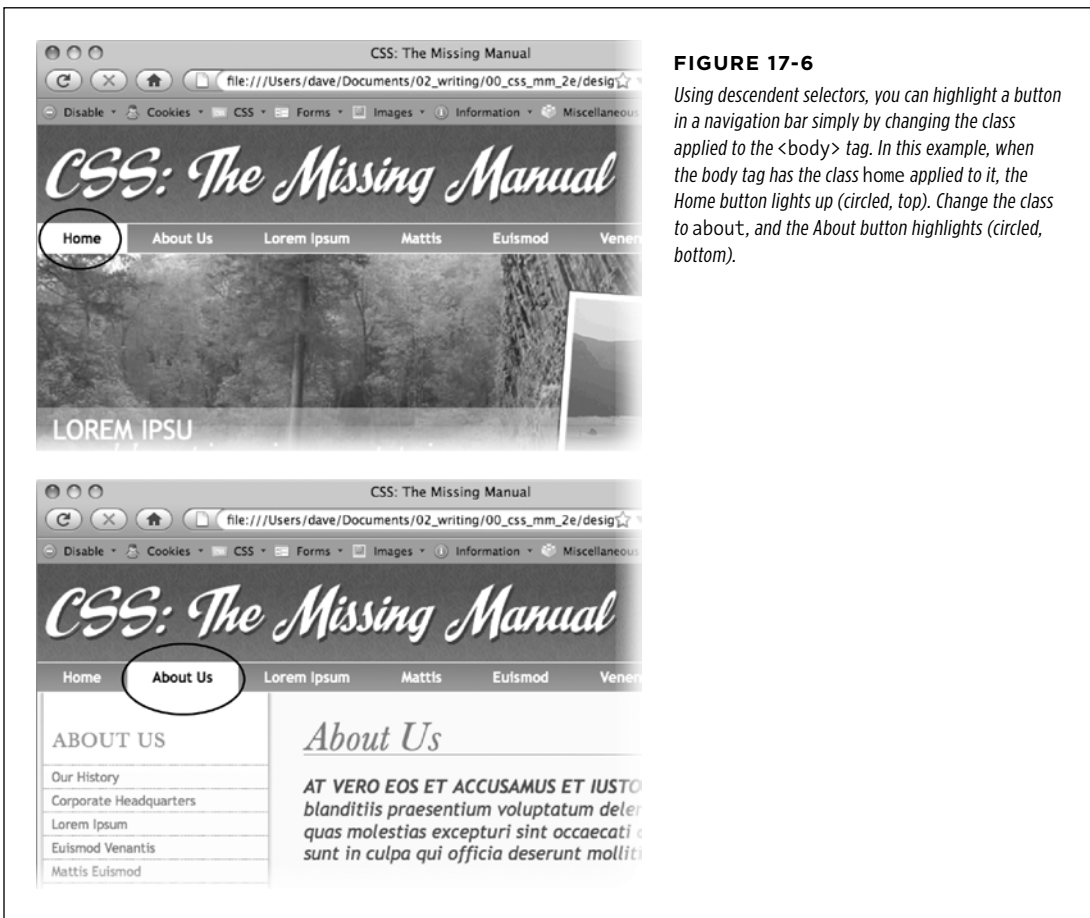 CSS: The Missing Manual
file:///Users/dave/Documents/02_writing/00_css_mm_2e/desig
Disable Cookies CSS Forms Images Information Miscellaneous
CSS: The Missing Manual
Home About Us Lorem Ipsum Mattis Euismod Venen
LOREM IPSU
CSS: The Missing Manual
file:///Users/dave/Documents/02_writing/00_css_mm_2e/desig
Disable Cookies CSS Forms Images Information Miscellaneous
CSS: The Missing Manual
Home About Us Lorem Ipsum Mattis Euismod Venen
ABOUT US
Our History
Corporate Headquarters
Lorem Ipsum
Euismod Venantis
Mattis Euismod
About Us
AT VERO EOS ET ACCUSAMUS ET IUSTO
blanditiis praesentium voluptatum deler
quas molestias excepturi sint occaecati
sunt in culpa qui officia deserunt molliti
FIGURE 17-6
Using descendent selectors, you can highlight a button
in a navigation bar simply by changing the class
applied to the <body> tag. In this example, when
the body tag has the class home applied to it, the
Home button lights up (circled, top). Change the class
to about, and the About button highlights (circled,
bottom).